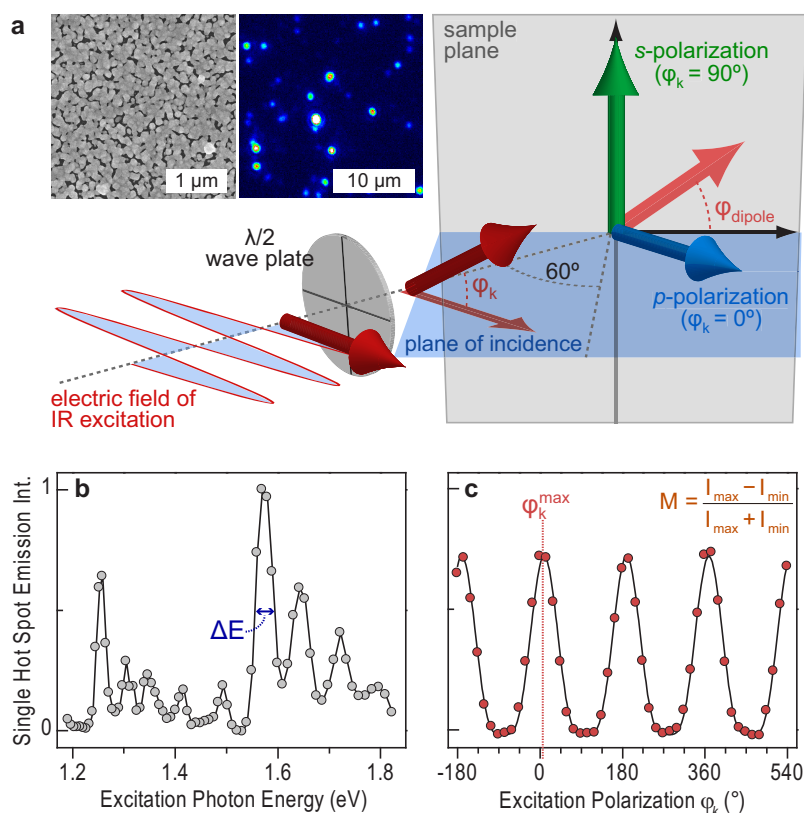 a
1 µm
10 µm
sample
plane
s-polarization
(φk = 90º)
φdipole
λ/2
wave plate
60º
φk
p-polarization
(φk = 0º)
plane of incidence
electric field of
IR excitation
b
Single Hot Spot Emission Int.
1
0
ΔE
1.2
1.4
1.6
1.8
Excitation Photon Energy (eV)
c
φk^max
M = (Imax − Imin) / (Imax + Imin)
-180
0
180
360
540
Excitation Polarization φk (°)